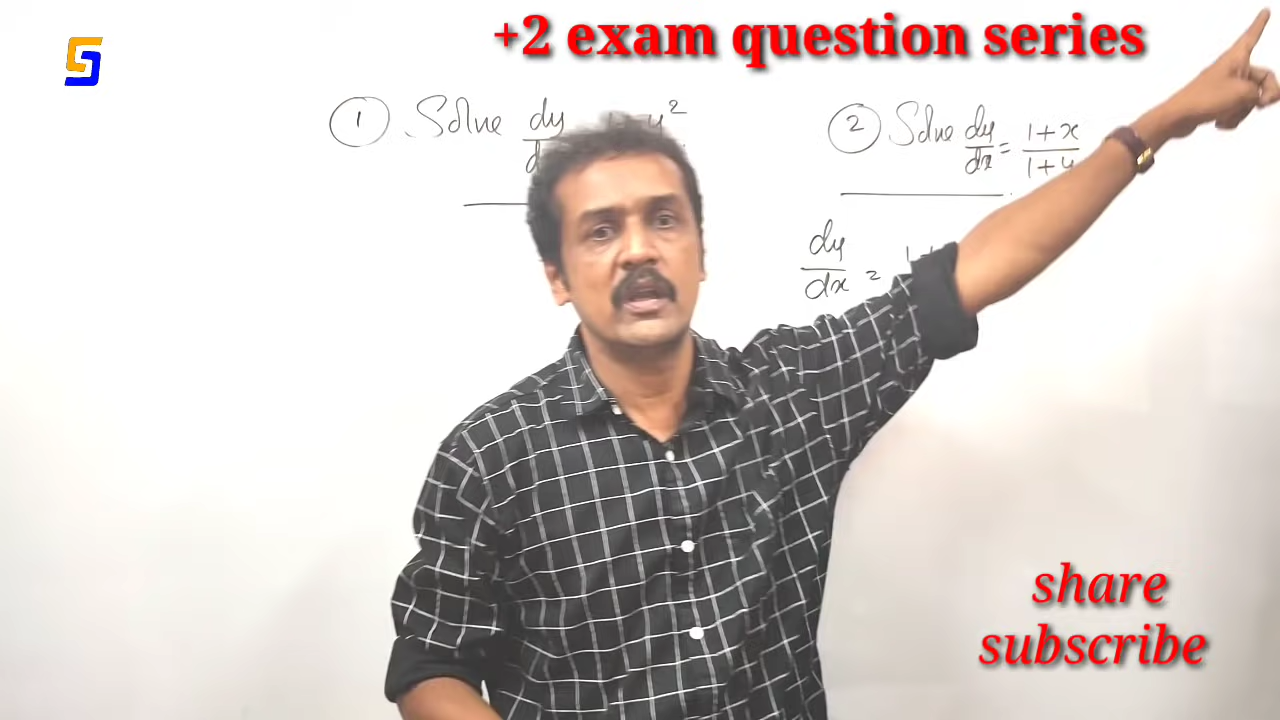 +2 exam question series
1 Solve dy
2 Solve dy/dx = 1+x/1+y
dy/dx =
share
subscribe